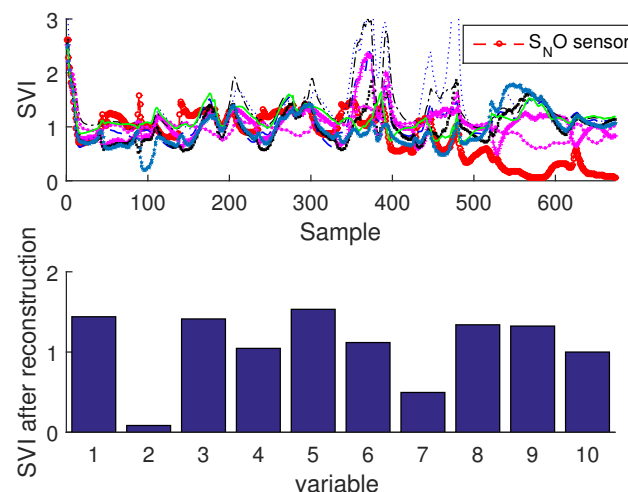 3
2
1
0
SVI
S_NO sensor
0 100 200 300 400 500 600
Sample
2
1
0
SVI after reconstruction
1 2 3 4 5 6 7 8 9 10
variable